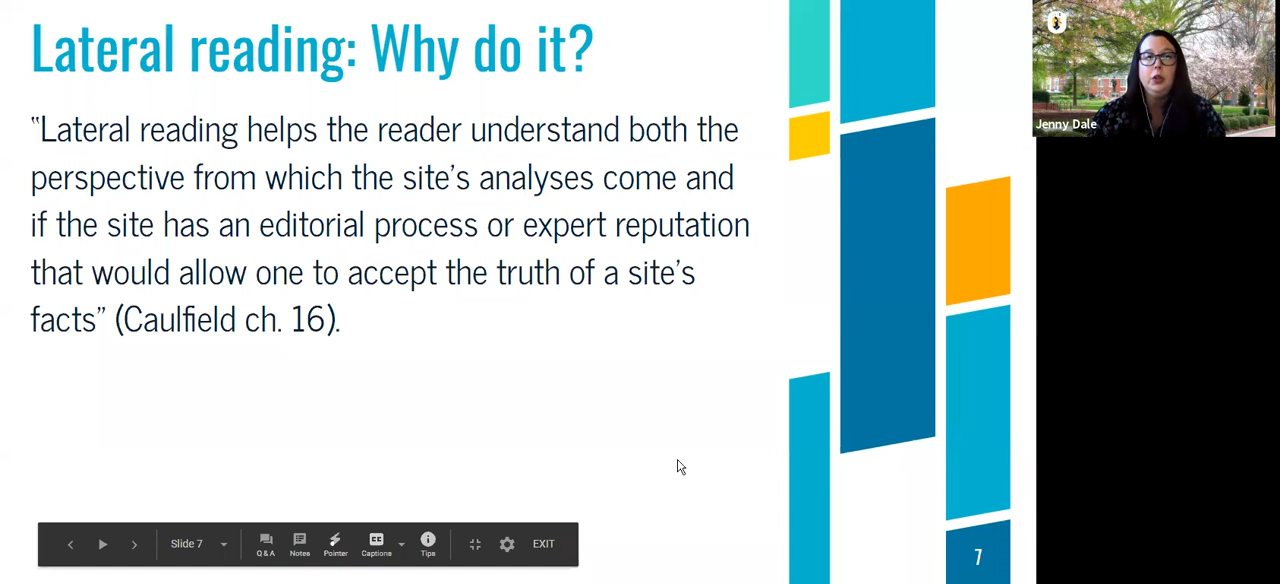 Lateral reading: Why do it?
"Lateral reading helps the reader understand both the
perspective from which the site's analyses come and
if the site has an editorial process or expert reputation
that would allow one to accept the truth of a site's
facts" (Caulfield ch. 16).
Jenny Dale
Slide 7
Q & A
Notes
Pointer
CC
Captions
Tips
EXIT
7